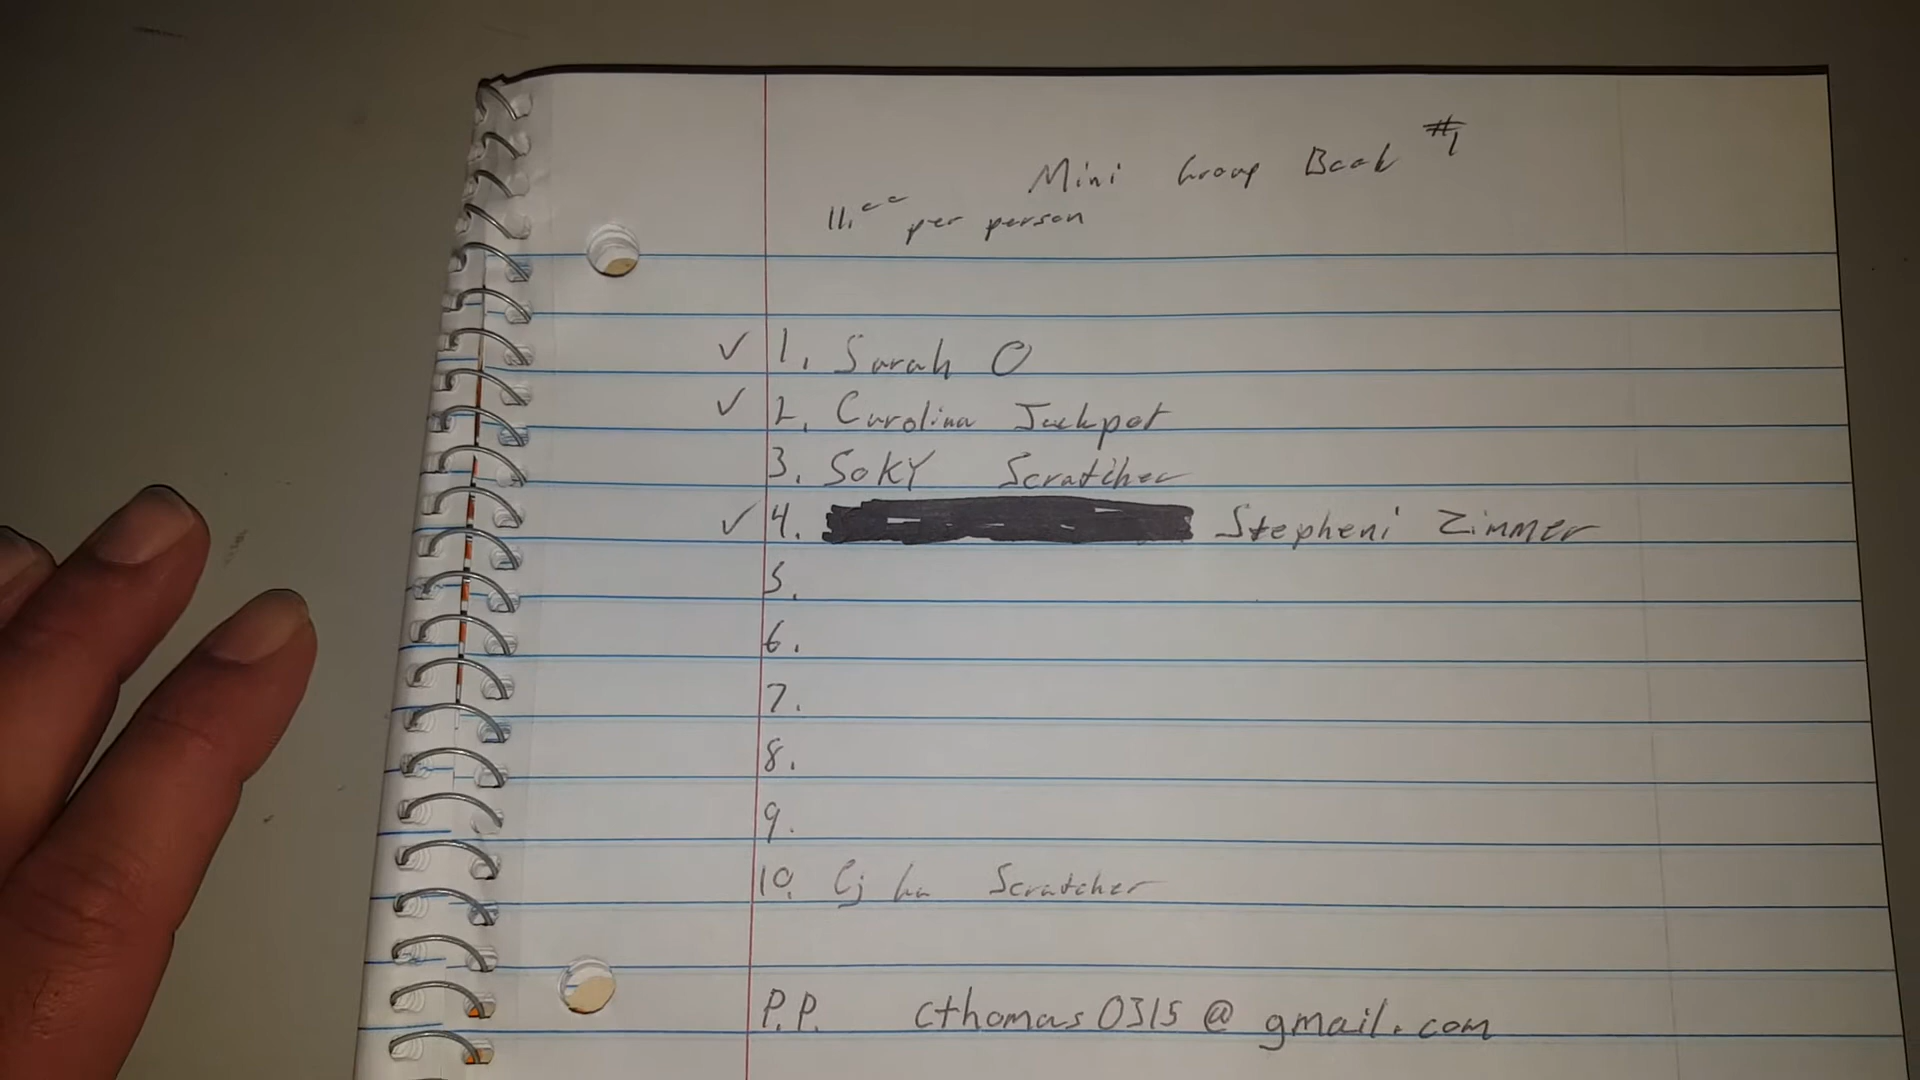 Mini Group Book #1
11.00 per person
✓ 1. Sarah O
✓ 2. Carolina Jackpot
3. SoKY Scratcher
✓ 4. Stepheni Zimmer
5.
6.
7.
8.
9.
10. Cj Scratcher
P.P. cthomas0315@gmail.com